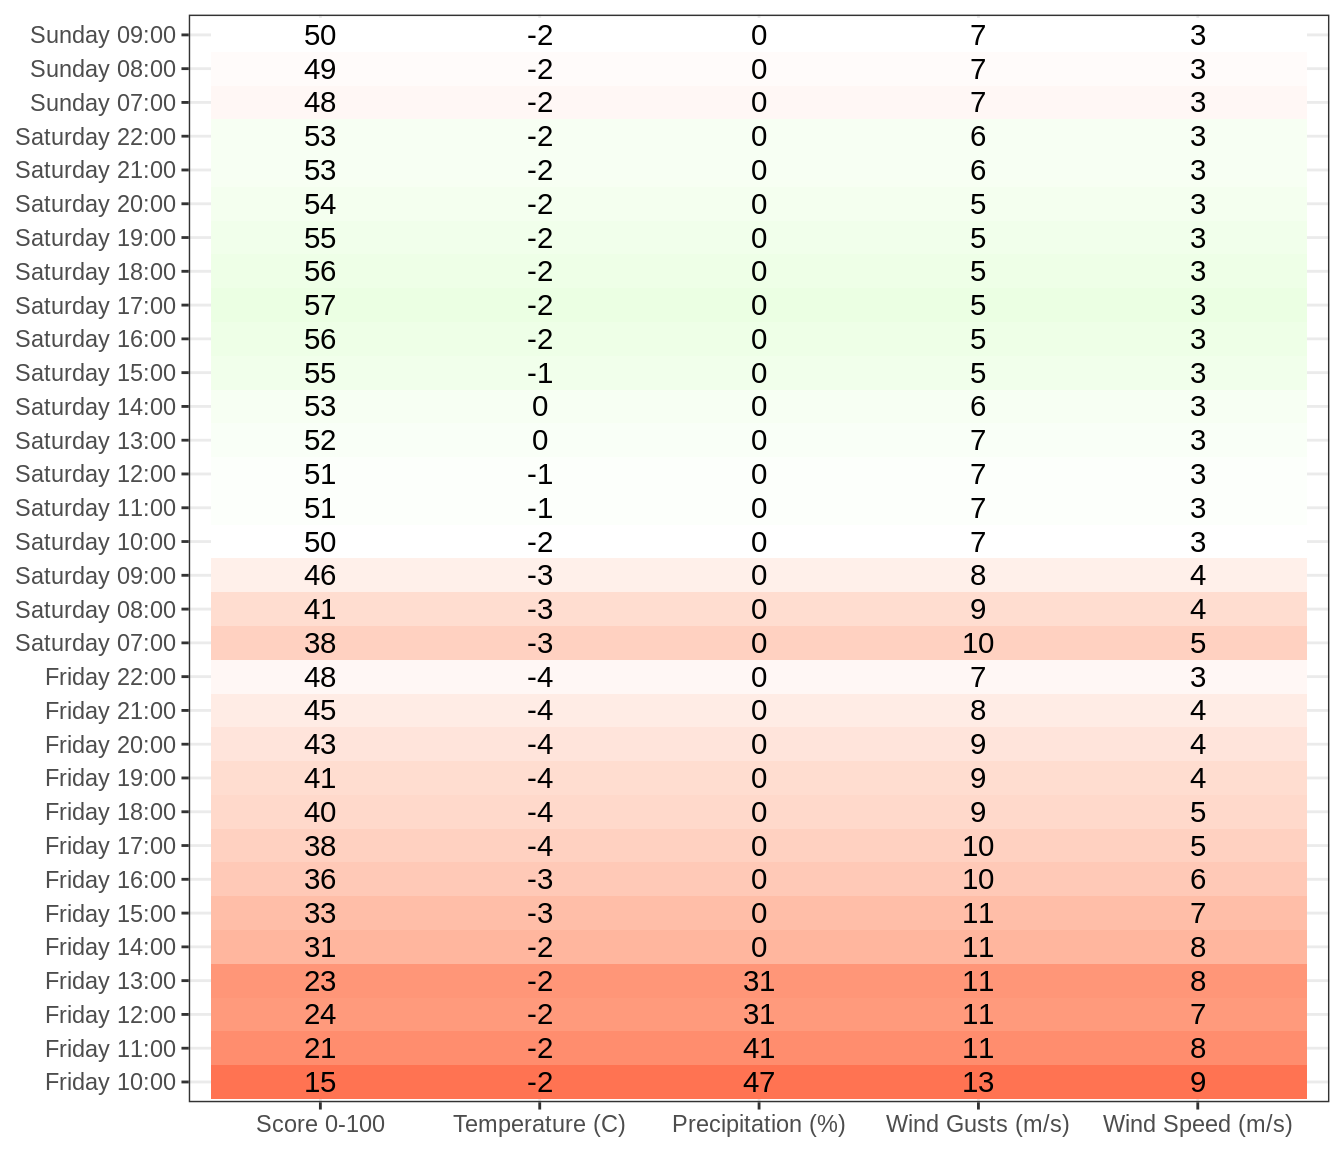 Sunday 09:00 50 -2 0 7 3
Sunday 08:00 49 -2 0 7 3
Sunday 07:00 48 -2 0 7 3
Saturday 22:00 53 -2 0 6 3
Saturday 21:00 53 -2 0 6 3
Saturday 20:00 54 -2 0 5 3
Saturday 19:00 55 -2 0 5 3
Saturday 18:00 56 -2 0 5 3
Saturday 17:00 57 -2 0 5 3
Saturday 16:00 56 -2 0 5 3
Saturday 15:00 55 -1 0 5 3
Saturday 14:00 53 0 0 6 3
Saturday 13:00 52 0 0 7 3
Saturday 12:00 51 -1 0 7 3
Saturday 11:00 51 -1 0 7 3
Saturday 10:00 50 -2 0 7 3
Saturday 09:00 46 -3 0 8 4
Saturday 08:00 41 -3 0 9 4
Saturday 07:00 38 -3 0 10 5
Friday 22:00 48 -4 0 7 3
Friday 21:00 45 -4 0 8 4
Friday 20:00 43 -4 0 9 4
Friday 19:00 41 -4 0 9 4
Friday 18:00 40 -4 0 9 5
Friday 17:00 38 -4 0 10 5
Friday 16:00 36 -3 0 10 6
Friday 15:00 33 -3 0 11 7
Friday 14:00 31 -2 0 11 8
Friday 13:00 23 -2 31 11 8
Friday 12:00 24 -2 31 11 7
Friday 11:00 21 -2 41 11 8
Friday 10:00 15 -2 47 13 9
Score 0-100 Temperature (C) Precipitation (%) Wind Gusts (m/s) Wind Speed (m/s)